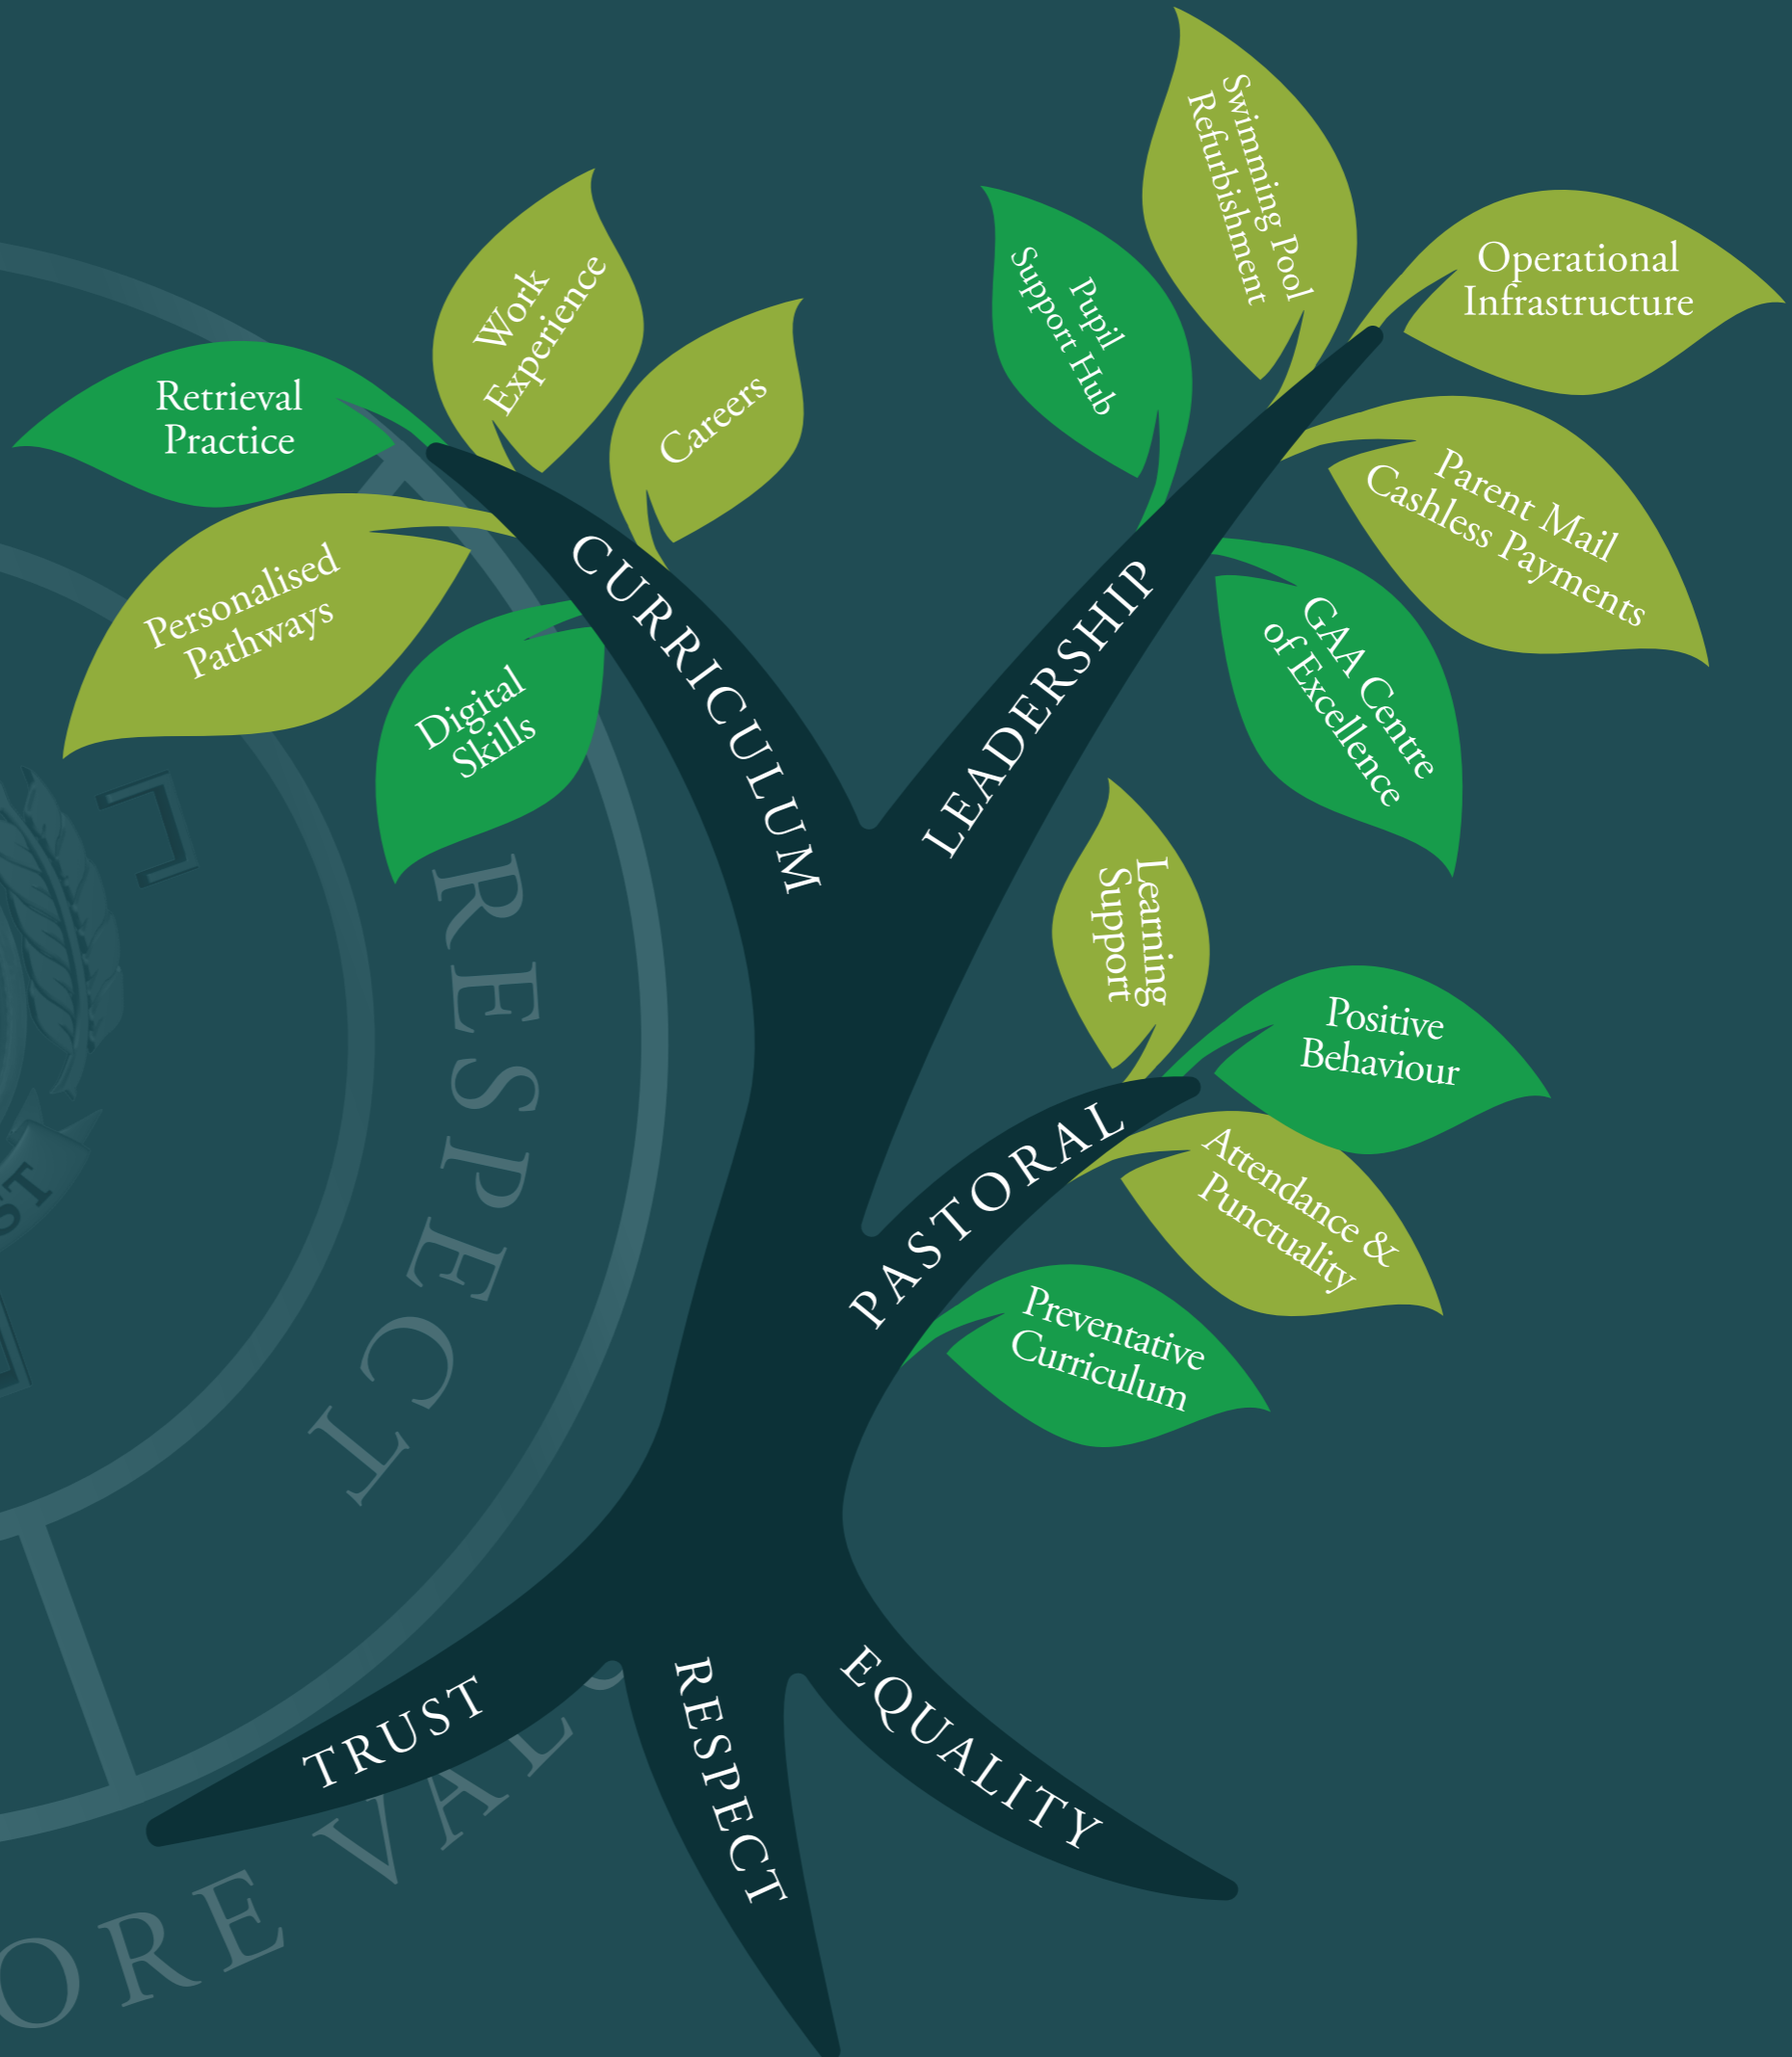 Swimming Pool
Refurbishment
Operational
Infrastructure
Pupil
Support Hub
Work
Experience
Careers
Retrieval
Practice
Parent Mail
Cashless Payments
Personalised
Pathways
Digital
Skills
CURRICULUM
LEADERSHIP
GAA Centre
of Excellence
Learning
Support
Positive
Behaviour
PASTORAL
Attendance &
Punctuality
Preventative
Curriculum
RESPECT
TRUST
RESPECT
EQUALITY
ORE VAL
ST